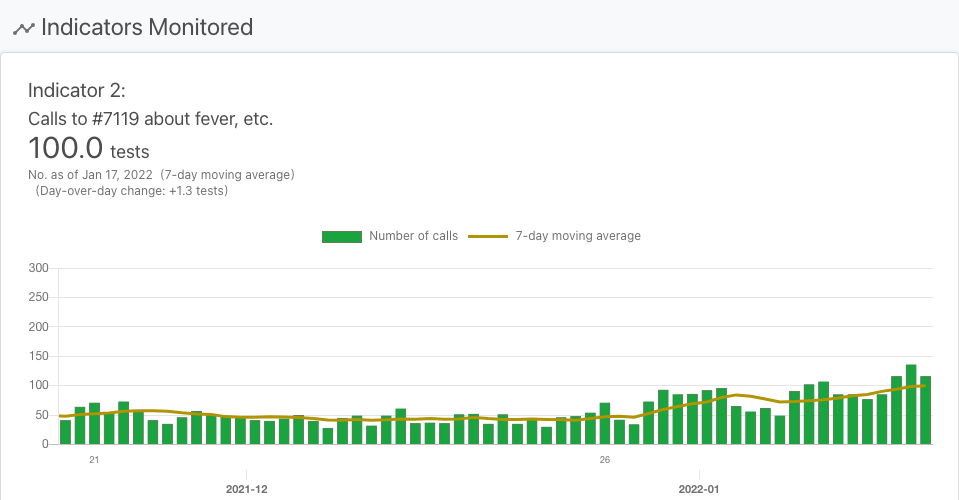 Indicators Monitored
Indicator 2:
Calls to #7119 about fever, etc.
100.0 tests
No. as of Jan 17, 2022 (7-day moving average)
(Day-over-day change: +1.3 tests)
Number of calls 7-day moving average
300
250
200
150
100
50
0
21 26
2021-12 2022-01